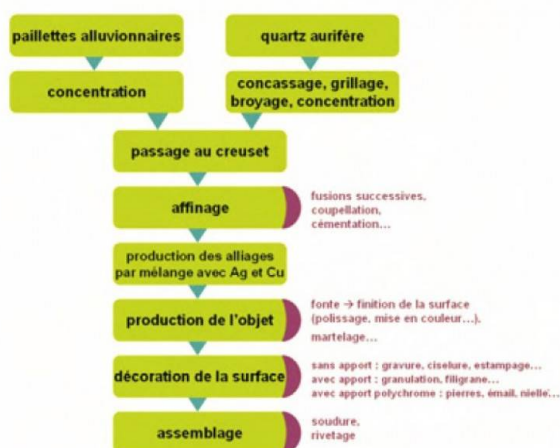 paillettes alluvionnaires
quartz aurifère
concentration
concassage, grillage,
broyage, concentration
passage au creuset
affinage
fusions successives,
coupellation,
cémentation...
production des alliages
par mélange avec Ag et Cu
production de l'objet
fonte → finition de la surface
(polissage, mise en couleur...),
martelage...
décoration de la surface
sans apport : gravure, ciselure, estampage...
avec apport : granulation, filigrane...
avec apport polychrome : pierres, émail, nielle...
assemblage
soudure,
rivetage